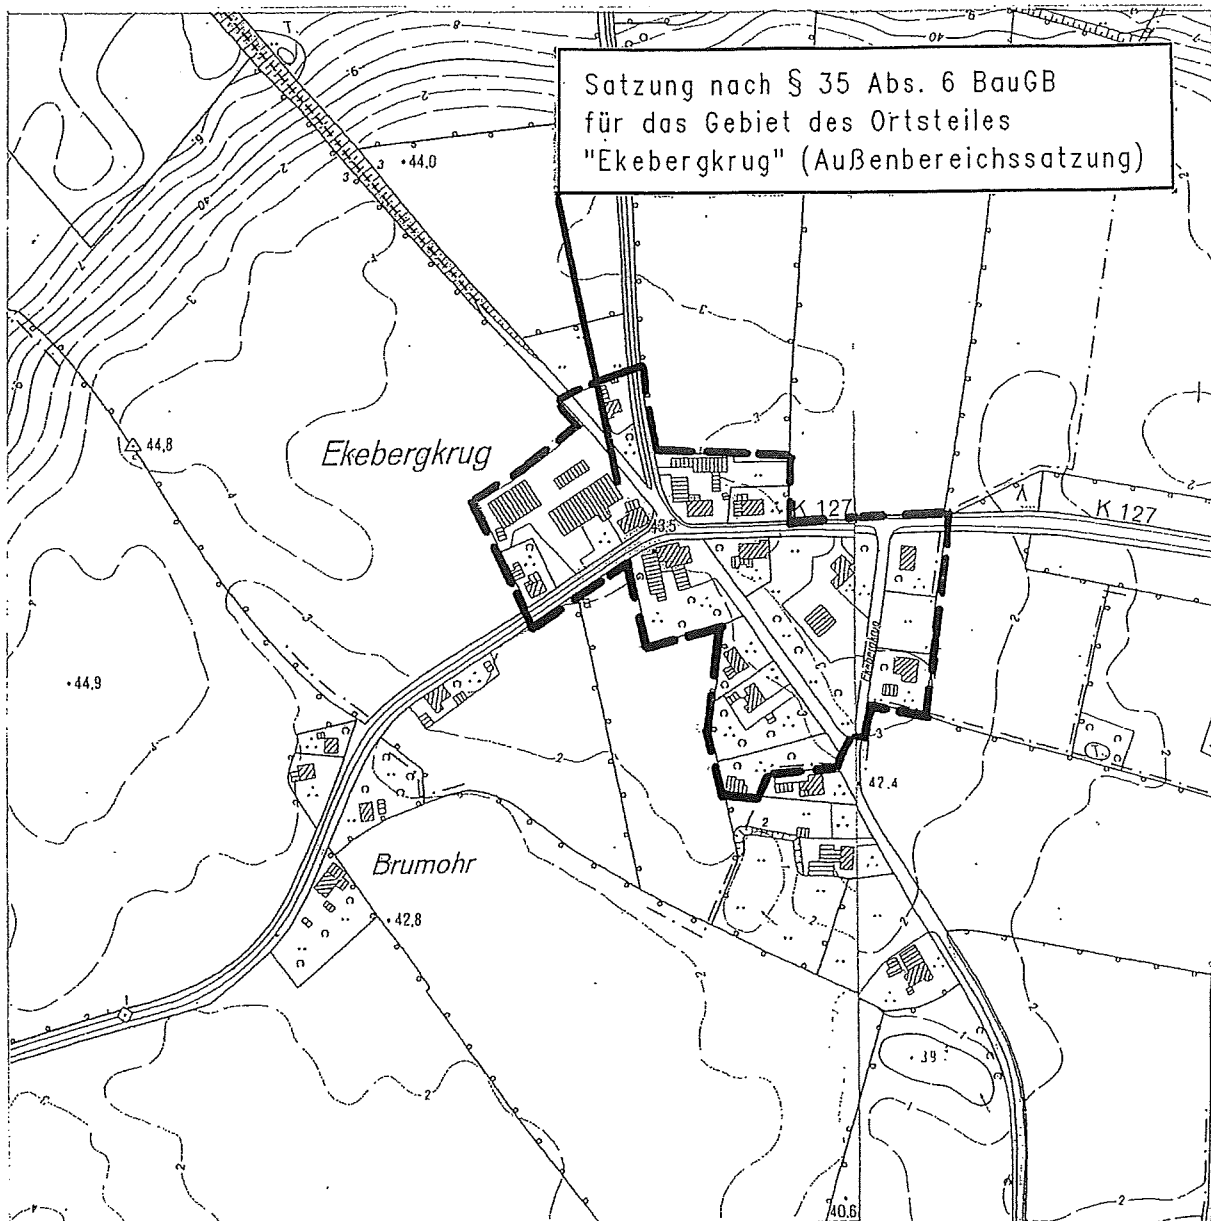 Satzung nach § 35 Abs. 6 BauGB
für das Gebiet des Ortsteiles
"Ekebergkrug" (Außenbereichssatzung)
44,0
44,8
Ekebergkrug
K 127
K 127
43,5
Ekebergkrug
44,9
42,4
Brumohr
42,8
39
40,6